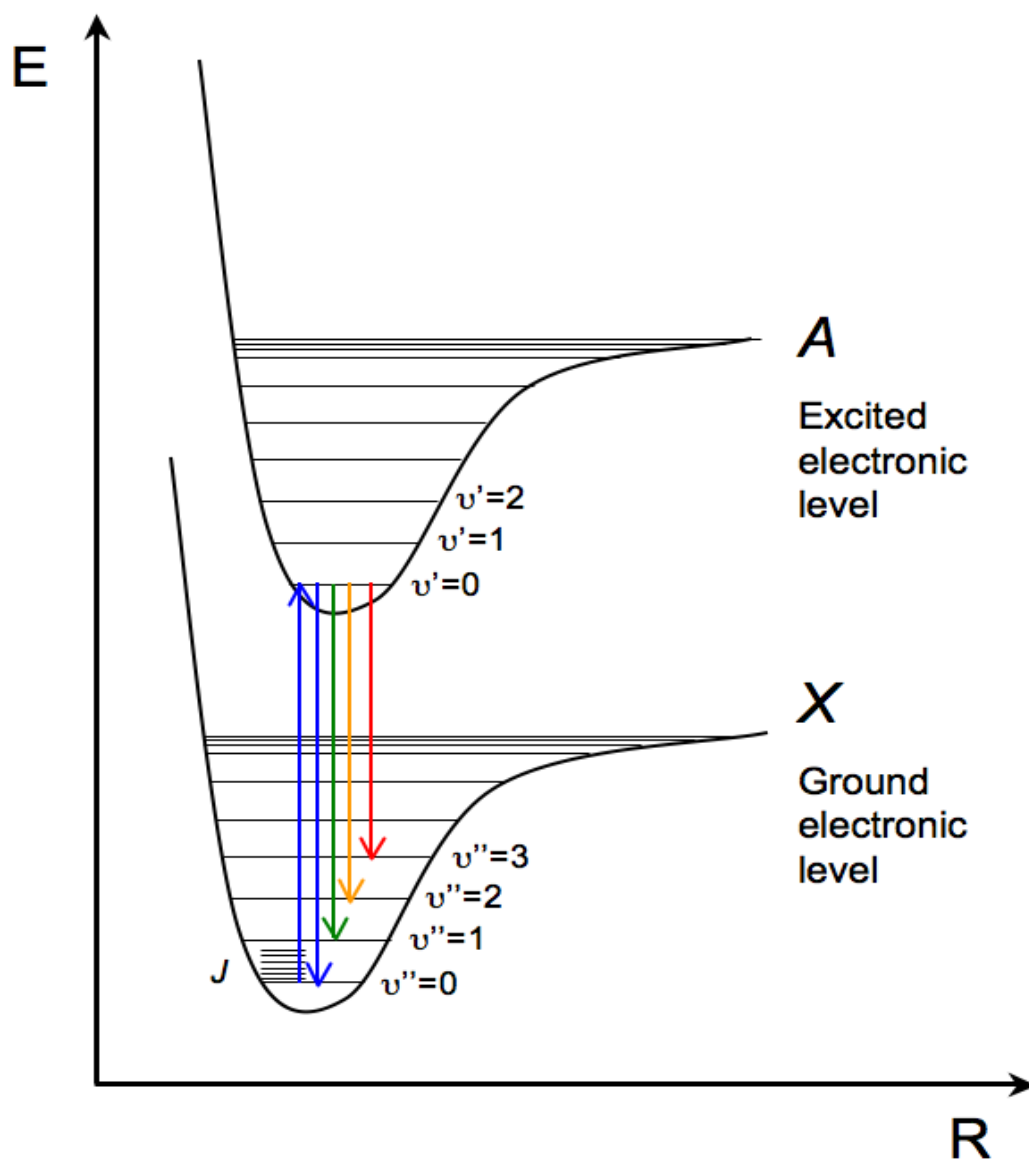 E
A
Excited
electronic
level
υ'=2
υ'=1
υ'=0
X
Ground
electronic
level
υ''=3
υ''=2
υ''=1
J
υ''=0
R